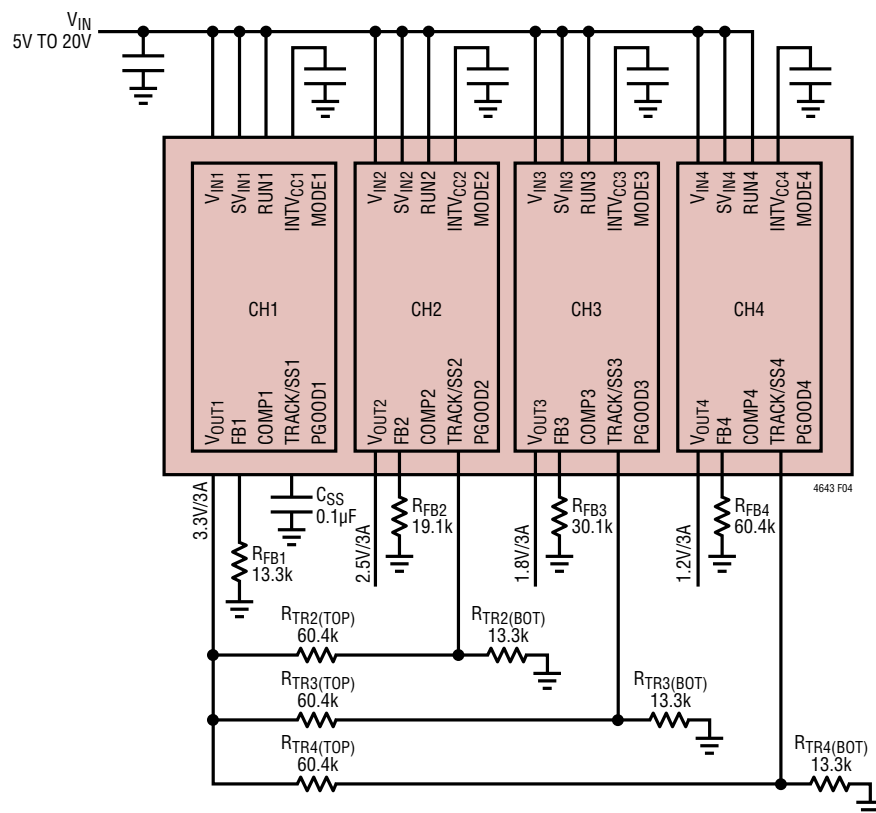 VIN
5V TO 20V
VIN1
SVIN1
RUN1
INTVCC1
MODE1
VIN2
SVIN2
RUN2
INTVCC2
MODE2
VIN3
SVIN3
RUN3
INTVCC3
MODE3
VIN4
SVIN4
RUN4
INTVCC4
MODE4
CH1
CH2
CH3
CH4
VOUT1
FB1
COMP1
TRACK/SS1
PGOOD1
VOUT2
FB2
COMP2
TRACK/SS2
PGOOD2
VOUT3
FB3
COMP3
TRACK/SS3
PGOOD3
VOUT4
FB4
COMP4
TRACK/SS4
PGOOD4
4643 F04
3.3V/3A
CSS
0.1µF
RFB1
13.3k
2.5V/3A
RFB2
19.1k
1.8V/3A
RFB3
30.1k
1.2V/3A
RFB4
60.4k
RTR2(TOP)
60.4k
RTR2(BOT)
13.3k
RTR3(TOP)
60.4k
RTR3(BOT)
13.3k
RTR4(TOP)
60.4k
RTR4(BOT)
13.3k